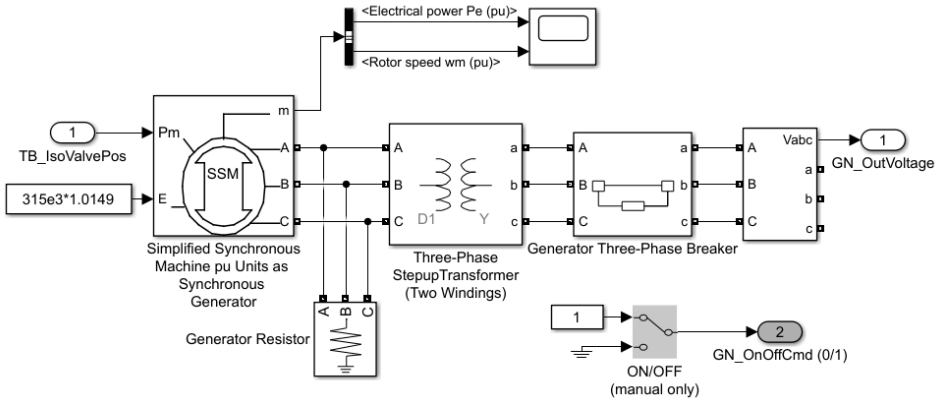 <Electrical power Pe (pu)>
<Rotor speed wm (pu)>
1
TB_IsoValvePos
315e3*1.0149
Pm
E
SSM
m
A
B
C
Simplified Synchronous
Machine pu Units as
Synchronous
Generator
A
B
C
D1
Y
a
b
c
Three-Phase
StepupTransformer
(Two Windings)
A
B
C
a
b
c
Generator Three-Phase Breaker
A
B
C
Vabc
a
b
c
1
GN_OutVoltage
A
B
C
Generator Resistor
1
ON/OFF
(manual only)
2
GN_OnOffCmd (0/1)